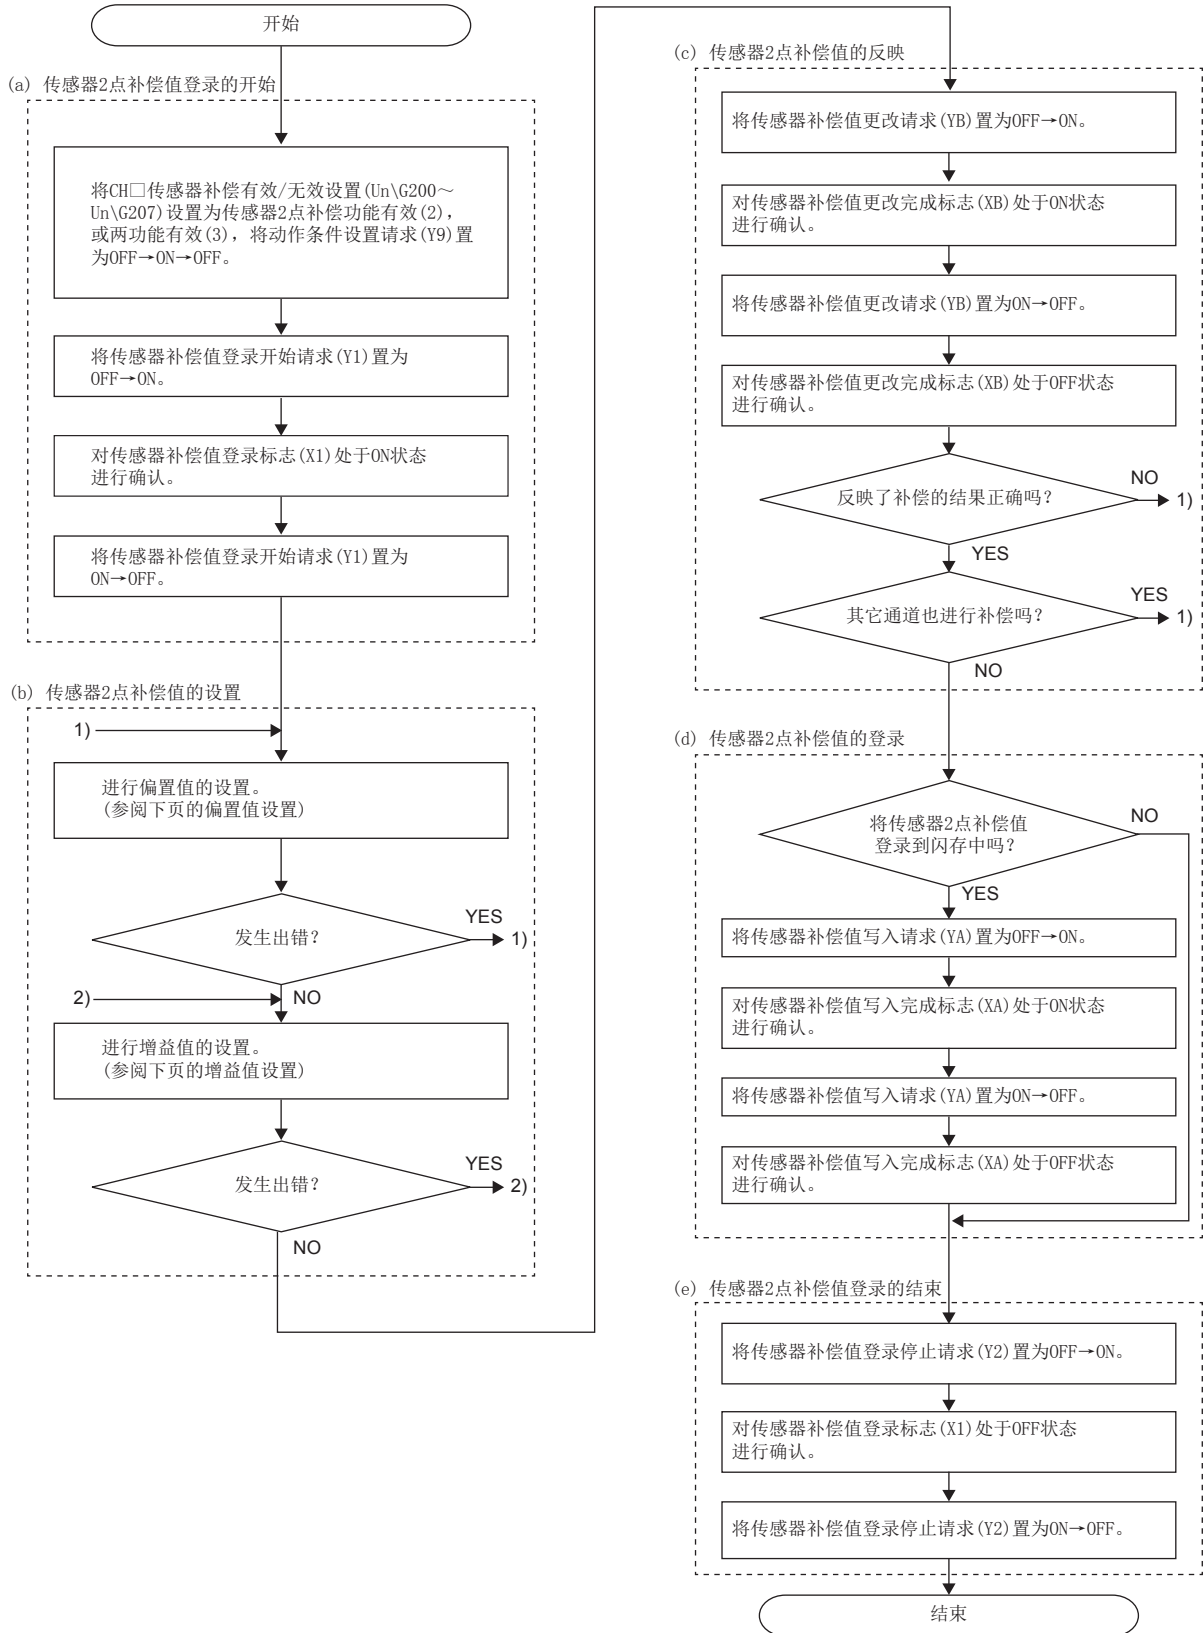 开始
(a) 传感器2点补偿值登录的开始
将CH□传感器补偿有效/无效设置(Un\G200～
Un\G207)设置为传感器2点补偿功能有效(2),
或两功能有效(3), 将动作条件设置请求(Y9)置
为OFF→ON→OFF。
将传感器补偿值登录开始请求(Y1)置为
OFF→ON。
对传感器补偿值登录标志(X1)处于ON状态
进行确认。
将传感器补偿值登录开始请求(Y1)置为
ON→OFF。
(b) 传感器2点补偿值的设置
1)
进行偏置值的设置。
(参阅下页的偏置值设置)
发生出错?
YES
1)
2)
NO
进行增益值的设置。
(参阅下页的增益值设置)
发生出错?
YES
2)
NO
(c) 传感器2点补偿值的反映
将传感器补偿值更改请求(YB)置为OFF→ON。
对传感器补偿值更改完成标志(XB)处于ON状态
进行确认。
将传感器补偿值更改请求(YB)置为ON→OFF。
对传感器补偿值更改完成标志(XB)处于OFF状态
进行确认。
反映了补偿的结果正确吗?
NO
1)
YES
其它通道也进行补偿吗?
YES
1)
NO
(d) 传感器2点补偿值的登录
将传感器2点补偿值
登录到闪存中吗?
NO
YES
将传感器补偿值写入请求(YA)置为OFF→ON。
对传感器补偿值写入完成标志(XA)处于ON状态
进行确认。
将传感器补偿值写入请求(YA)置为ON→OFF。
对传感器补偿值写入完成标志(XA)处于OFF状态
进行确认。
(e) 传感器2点补偿值登录的结束
将传感器补偿值登录停止请求(Y2)置为OFF→ON。
对传感器补偿值登录标志(X1)处于OFF状态
进行确认。
将传感器补偿值登录停止请求(Y2)置为ON→OFF。
结束